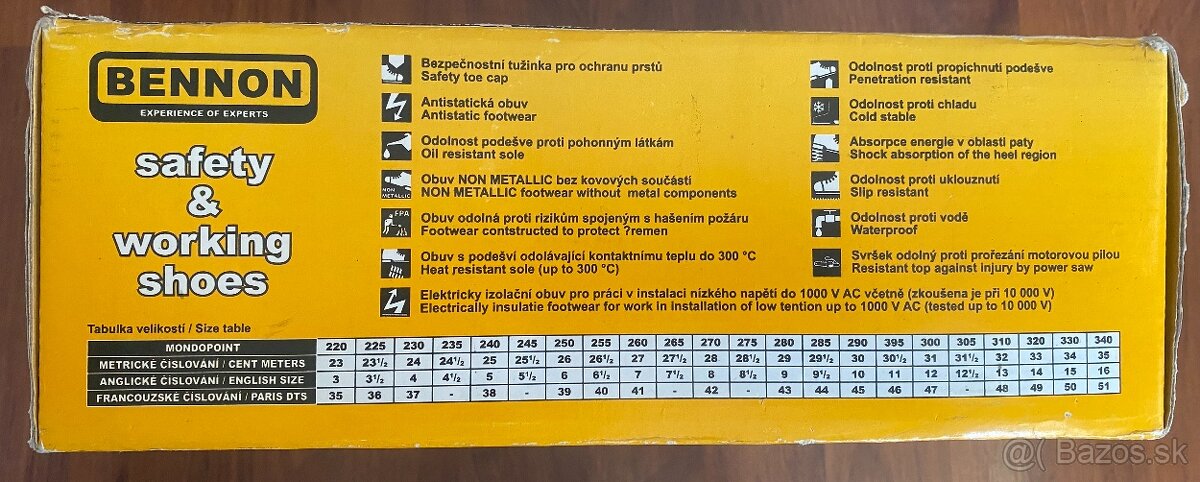 BENNON
EXPERIENCE OF EXPERTS
safety
&
working
shoes
Bezpečnostní tužinka pro ochranu prstů
Safety toe cap
Antistatická obuv
Antistatic footwear
Odolnost podešve proti pohonným látkám
Oil resistant sole
NON
METALLIC
Obuv NON METALLIC bez kovových součástí
NON METALLIC footwear without metal components
FPA
Obuv odolná proti rizikům spojeným s hašením požáru
Footwear contstructed to protect ?remen
Obuv s podešví odolávající kontaktnímu teplu do 300 °C
Heat resistant sole (up to 300 °C)
Elektricky izolační obuv pro práci v instalaci nízkého napětí do 1000 V AC včetně (zkoušena je při 10 000 V)
Electrically insulatie footwear for work in Installation of low tention up to 1000 V AC (tested up to 10 000 V)
Odolnost proti propichnutí podešve
Penetration resistant
Odolnost proti chladu
Cold stable
Absorpce energie v oblasti paty
Shock absorption of the heel region
Odolnost proti uklouznutí
Slip resistant
Odolnost proti vodě
Waterproof
Svršek odolný proti prořezání motorovou pilou
Resistant top against injury by power saw
Tabulka velikostí / Size table
MONDOPOINT 220 225 230 235 240 245 250 255 260 265 270 275 280 285 290 395 300 305 310 320 330 340
METRICKÉ ČÍSLOVÁNÍ / CENT METERS 23 23½ 24 24½ 25 25½ 26 26½ 27 27½ 28 28½ 29 29½ 30 30½ 31 31½ 32 33 34 35
ANGLICKÉ ČÍSLOVÁNÍ / ENGLISH SIZE 3 3½ 4 4½ 5 5½ 6 6½ 7 7½ 8 8½ 9 9½ 10 11 12 12½ 13 14 15 16
FRANCOUZSKÉ ČÍSLOVÁNÍ / PARIS DTS 35 36 37 - 38 - 39 40 41 - 42 - 43 44 45 46 47 - 48 49 50 51
@( Bazos.sk